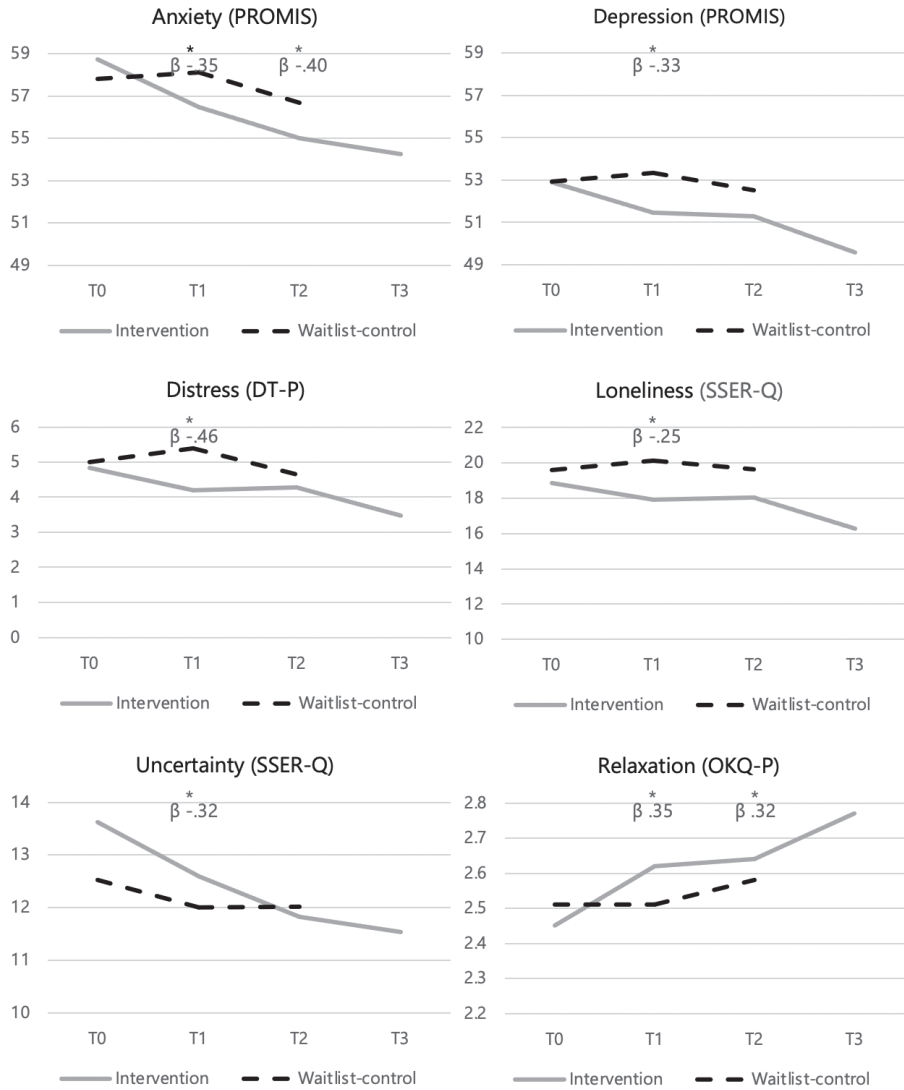 Anxiety (PROMIS)
59
57
55
53
51
49
*
β -.35
*
β -.40
T0 T1 T2 T3
Intervention Waitlist-control
Depression (PROMIS)
59
57
55
53
51
49
*
β -.33
T0 T1 T2 T3
Intervention Waitlist-control
Distress (DT-P)
6
5
4
3
2
1
0
*
β -.46
T0 T1 T2 T3
Intervention Waitlist-control
Loneliness (SSER-Q)
22
20
18
16
14
12
10
*
β -.25
T0 T1 T2 T3
Intervention Waitlist-control
Uncertainty (SSER-Q)
14
13
12
11
10
*
β -.32
T0 T1 T2 T3
Intervention Waitlist-control
Relaxation (OKQ-P)
2.8
2.7
2.6
2.5
2.4
2.3
2.2
*
β .35
*
β .32
T0 T1 T2 T3
Intervention Waitlist-control